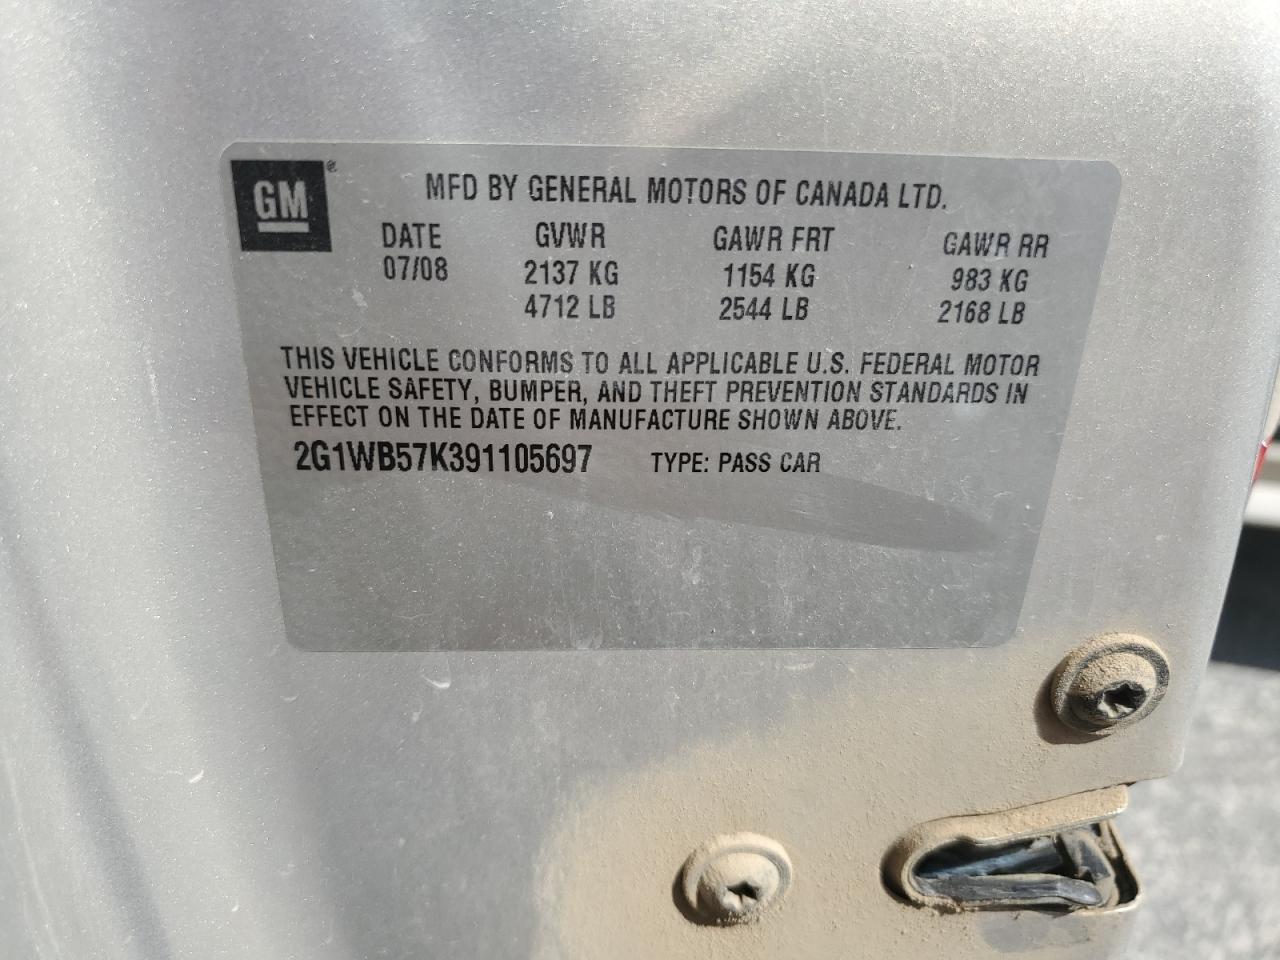 GM®
MFD BY GENERAL MOTORS OF CANADA LTD.
DATE GVWR GAWR FRT GAWR RR
07/08 2137 KG 1154 KG 983 KG
4712 LB 2544 LB 2168 LB
THIS VEHICLE CONFORMS TO ALL APPLICABLE U.S. FEDERAL MOTOR
VEHICLE SAFETY, BUMPER, AND THEFT PREVENTION STANDARDS IN
EFFECT ON THE DATE OF MANUFACTURE SHOWN ABOVE.
2G1WB57K391105697 TYPE: PASS CAR